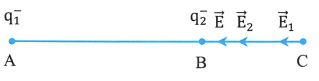 q₁⁻ q₂⁻ E⃗ E⃗₂ E⃗₁
A B C